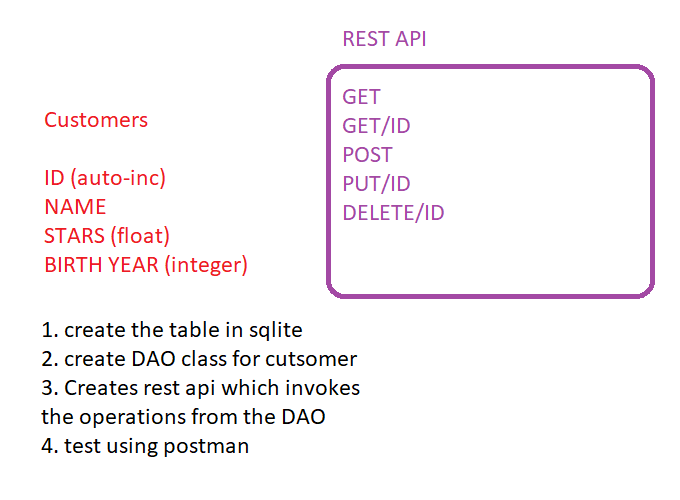 REST API
GET
GET/ID
POST
PUT/ID
DELETE/ID
Customers
ID (auto-inc)
NAME
STARS (float)
BIRTH YEAR (integer)
1. create the table in sqlite
2. create DAO class for cutsomer
3. Creates rest api which invokes
the operations from the DAO
4. test using postman